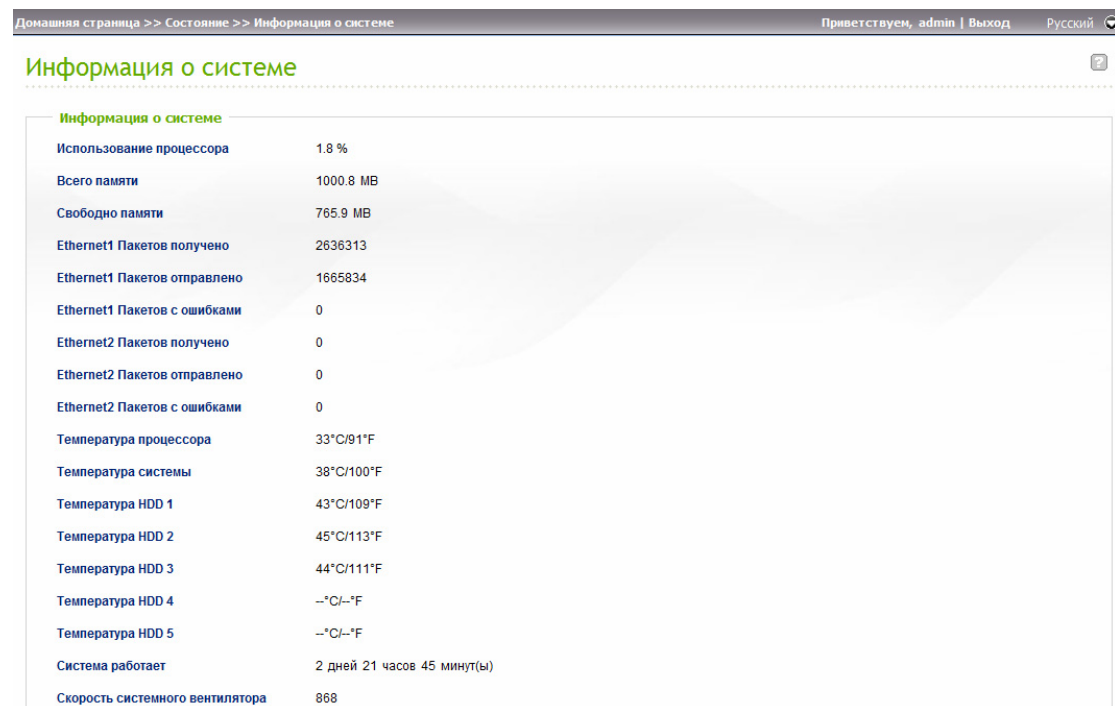 Домашняя страница >> Состояние >> Информация о системе Приветствуем, admin | Выход Русский
Информация о системе ?
Информация о системе
Использование процессора 1.8 %
Всего памяти 1000.8 MB
Свободно памяти 765.9 MB
Ethernet1 Пакетов получено 2636313
Ethernet1 Пакетов отправлено 1665834
Ethernet1 Пакетов с ошибками 0
Ethernet2 Пакетов получено 0
Ethernet2 Пакетов отправлено 0
Ethernet2 Пакетов с ошибками 0
Температура процессора 33°C/91°F
Температура системы 38°C/100°F
Температура HDD 1 43°C/109°F
Температура HDD 2 45°C/113°F
Температура HDD 3 44°C/111°F
Температура HDD 4 --°C/--°F
Температура HDD 5 --°C/--°F
Система работает 2 дней 21 часов 45 минут(ы)
Скорость системного вентилятора 868